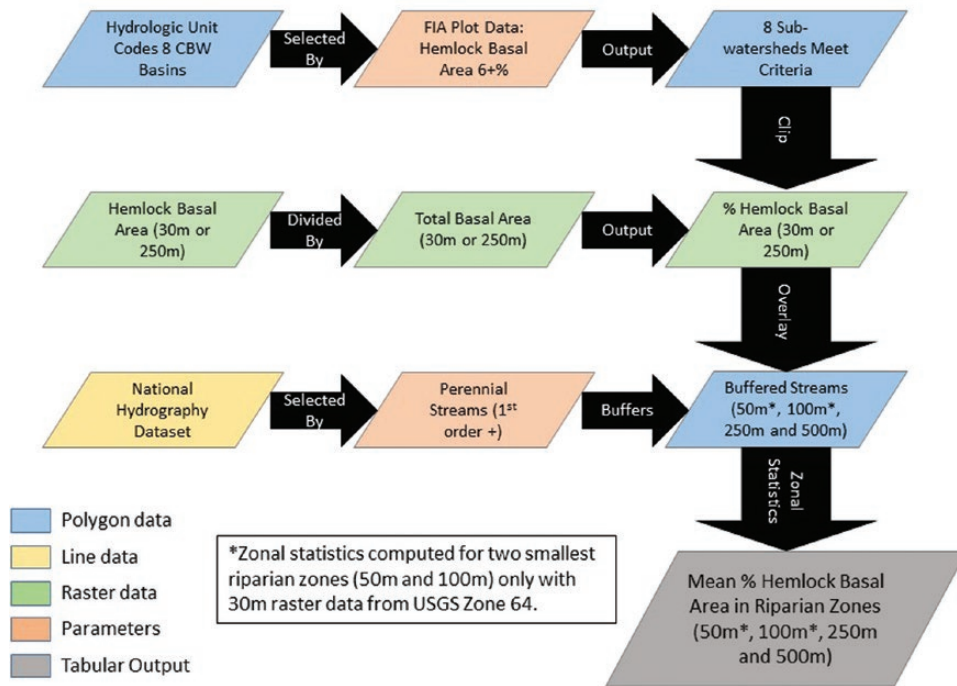 Hydrologic Unit
Codes 8 CBW
Basins
Selected
By
FIA Plot Data:
Hemlock Basal
Area 6+%
Output
8 Sub-
watersheds Meet
Criteria
Clip
Hemlock Basal
Area (30m or
250m)
Divided
By
Total Basal Area
(30m or 250m)
Output
% Hemlock Basal
Area (30m or
250m)
Overlay
National
Hydrography
Dataset
Selected
By
Perennial
Streams (1st
order +)
Buffers
Buffered Streams
(50m*, 100m*,
250m and 500m)
Zonal
Statistics
Polygon data
Line data
Raster data
Parameters
Tabular Output
*Zonal statistics computed for two smallest
riparian zones (50m and 100m) only with
30m raster data from USGS Zone 64.
Mean % Hemlock Basal
Area in Riparian Zones
(50m*, 100m*, 250m
and 500m)